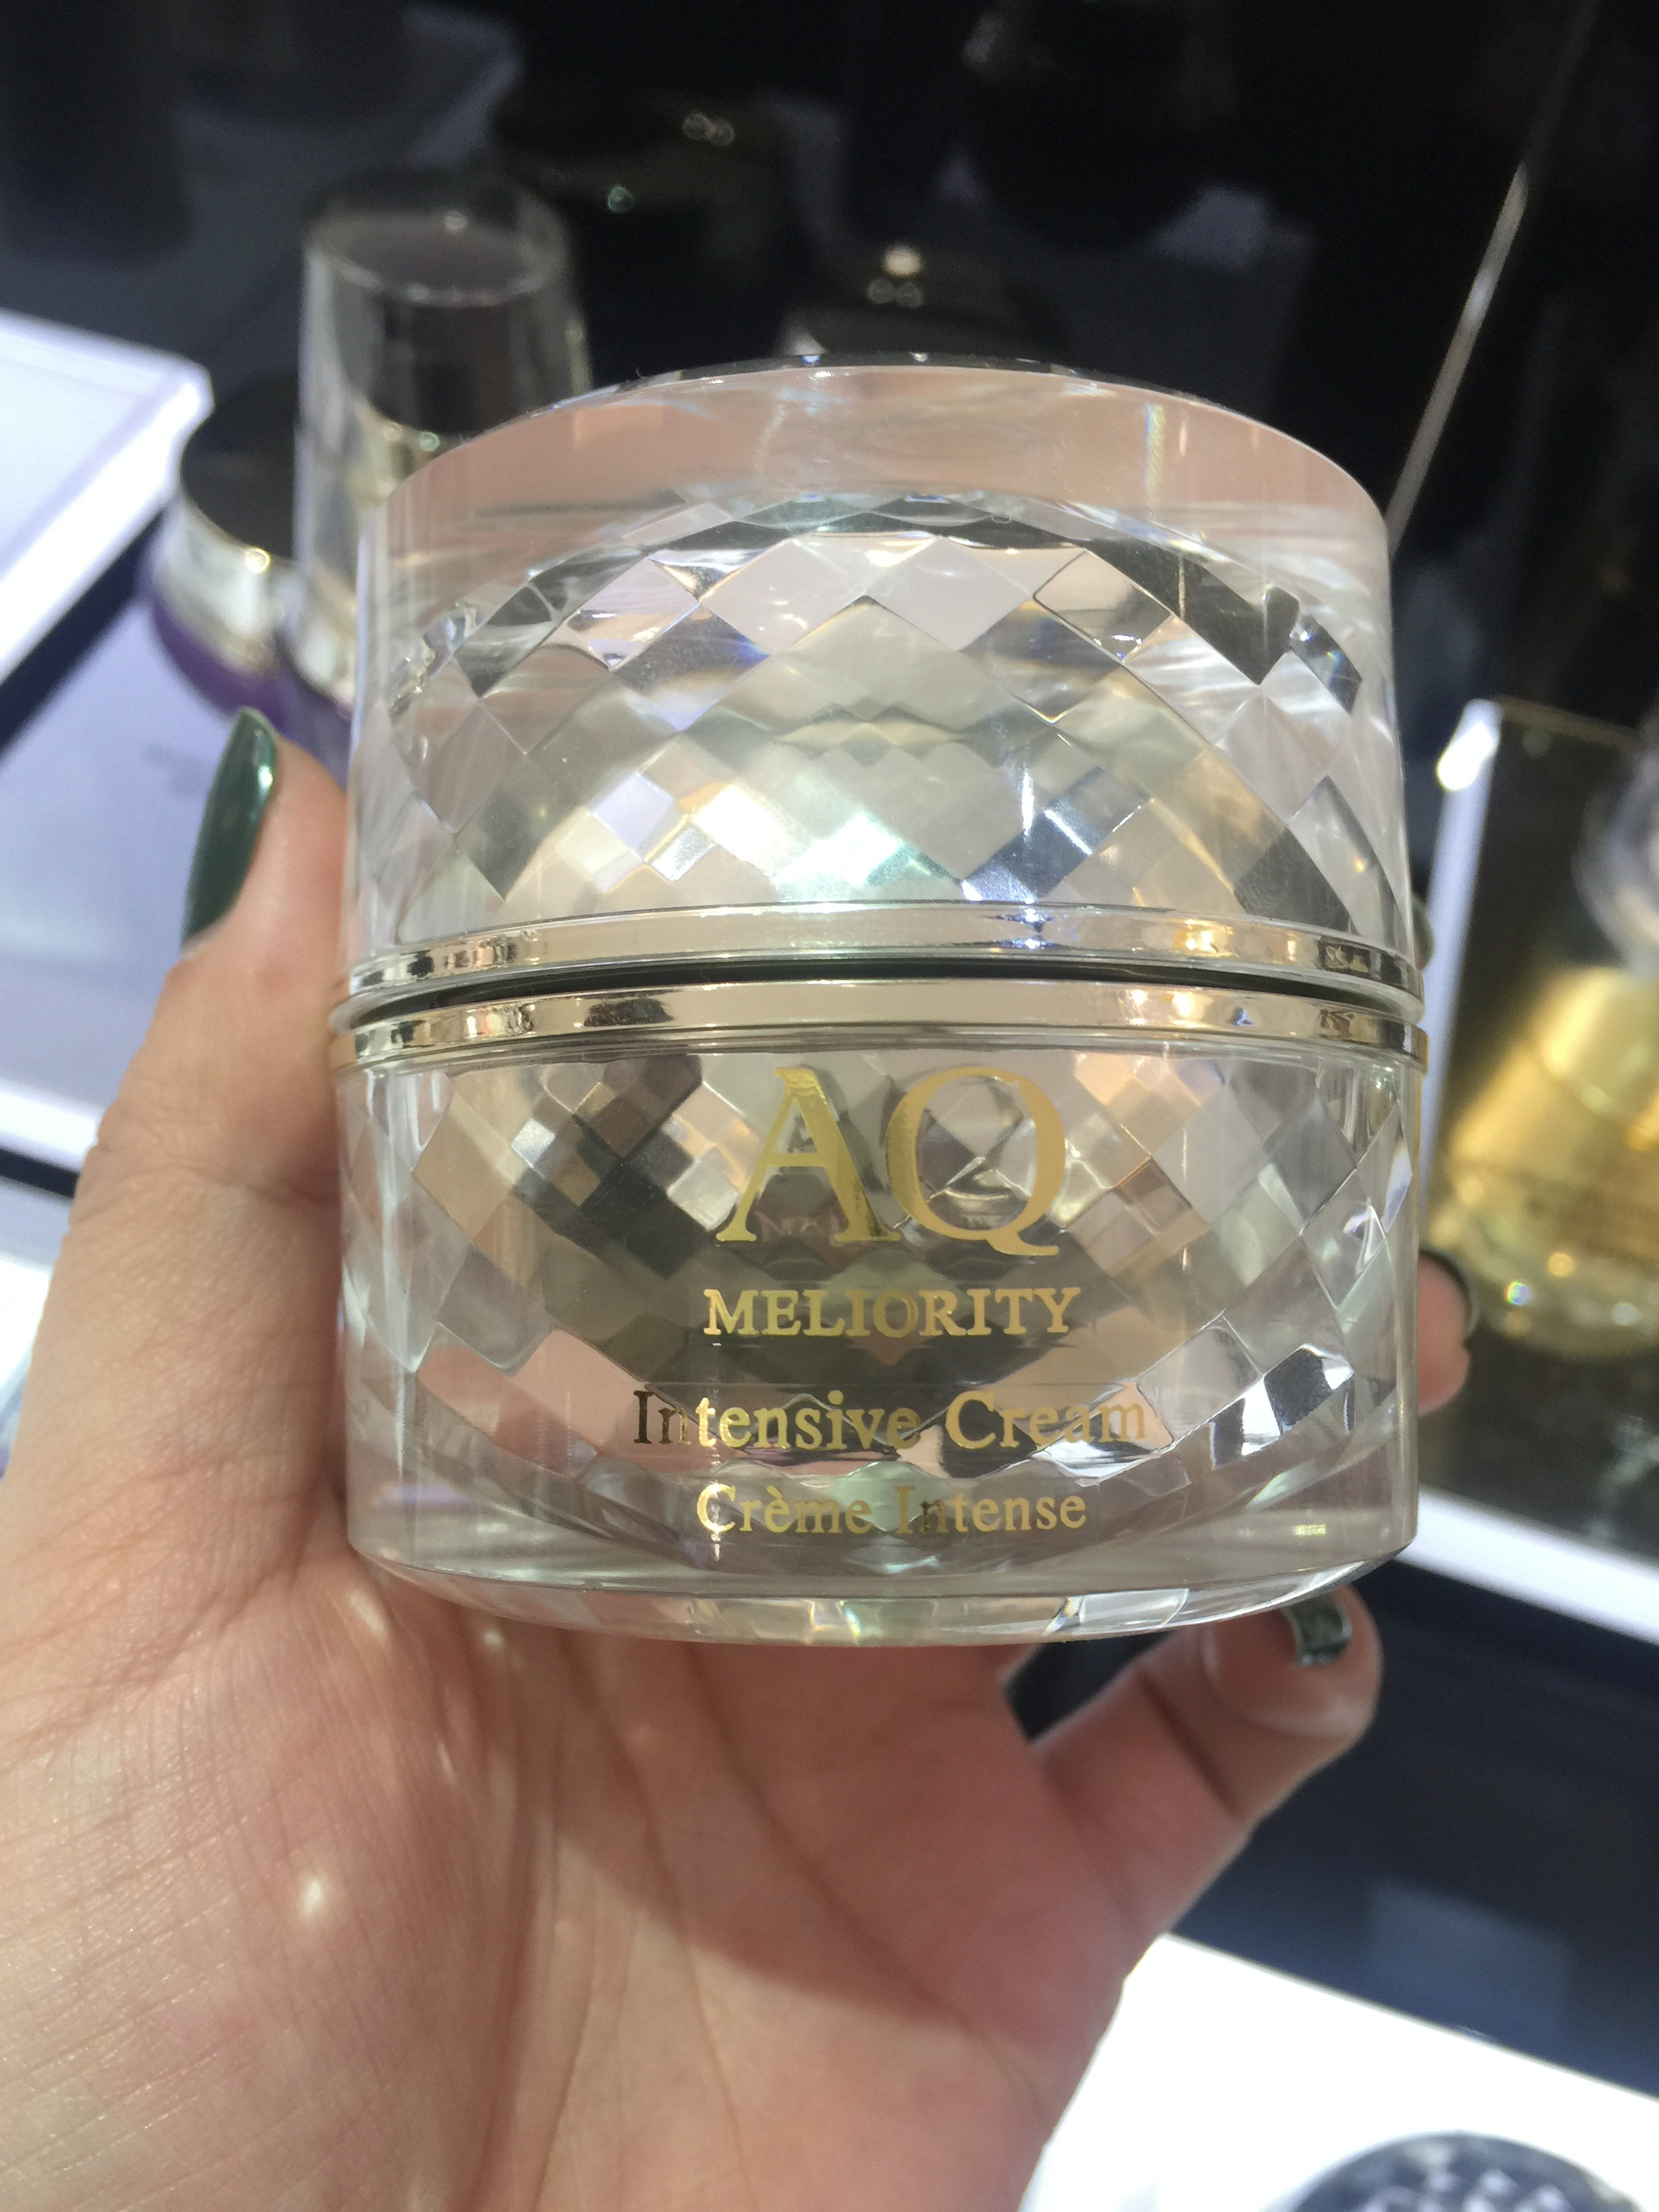 AQ
MELIORITY
Intensive Cream
Crème Intense